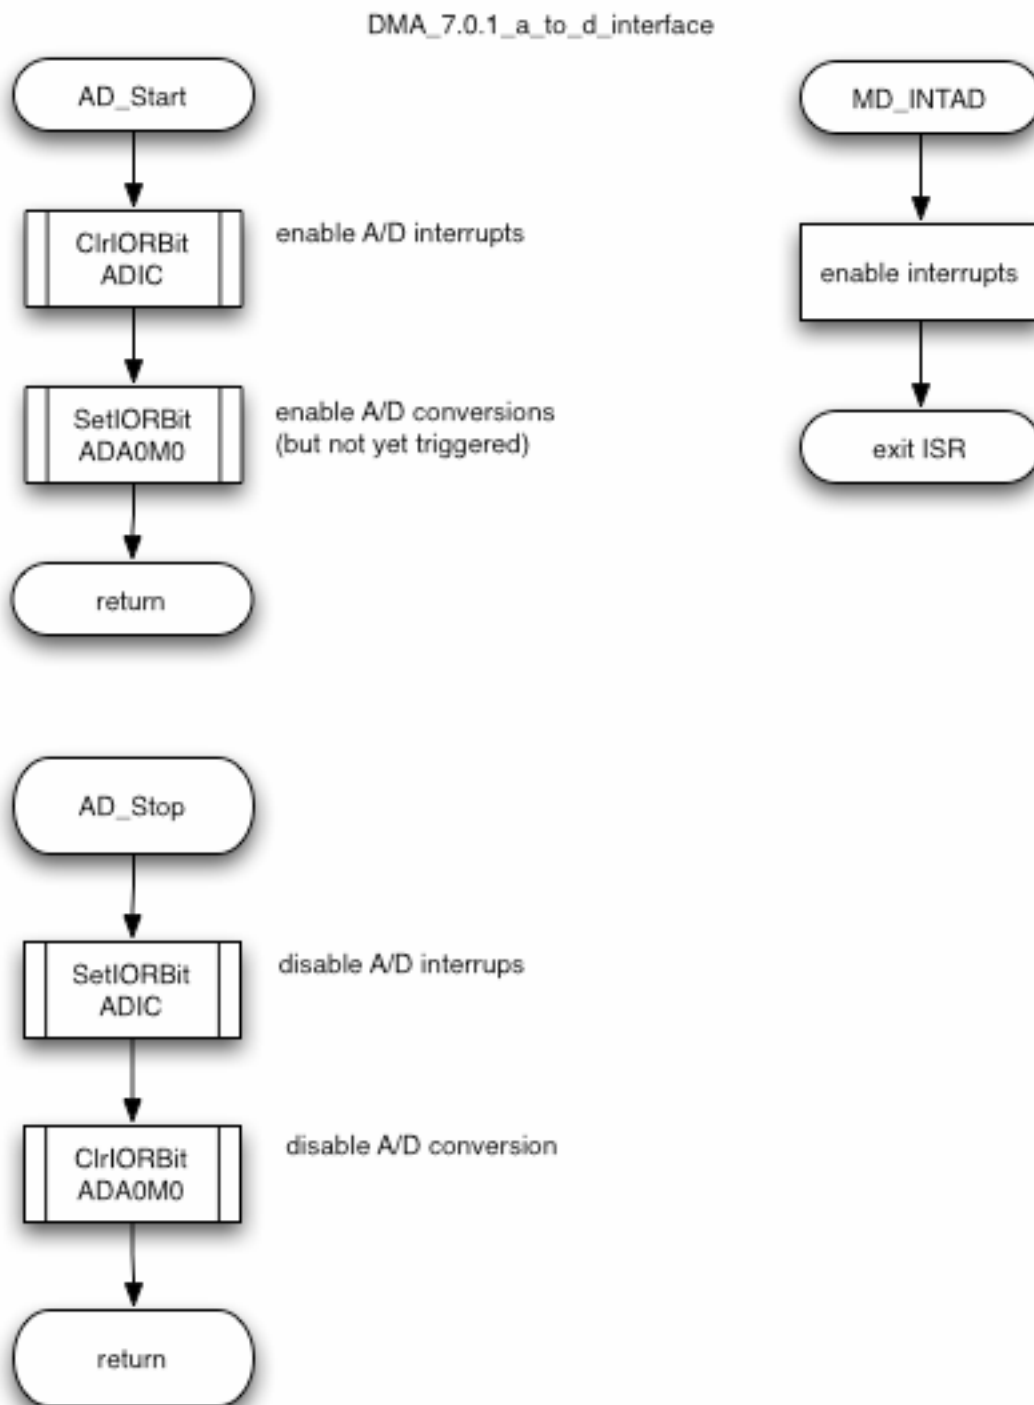 DMA_7.0.1_a_to_d_interface
AD_Start
ClrIORBit
ADIC
enable A/D interrupts
SetIORBit
ADA0M0
enable A/D conversions
(but not yet triggered)
return
MD_INTAD
enable interrupts
exit ISR
AD_Stop
SetIORBit
ADIC
disable A/D interrups
ClrIORBit
ADA0M0
disable A/D conversion
return